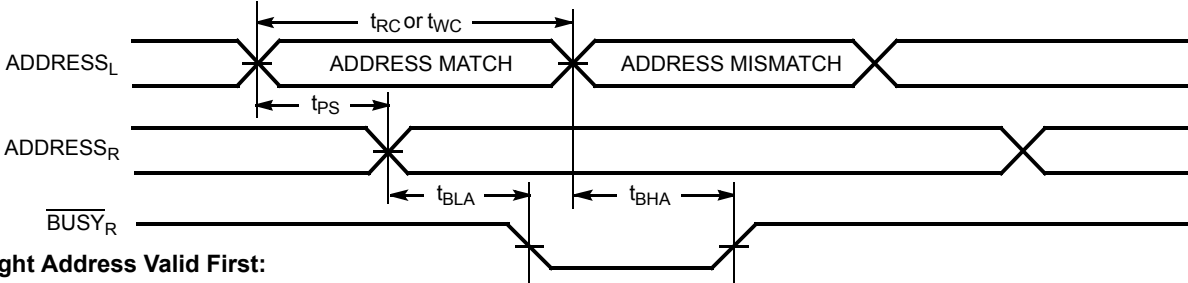 tRC or tWC
ADDRESSL ADDRESS MATCH ADDRESS MISMATCH
tPS
ADDRESSR
tBLA tBHA
BUSYR
ght Address Valid First: